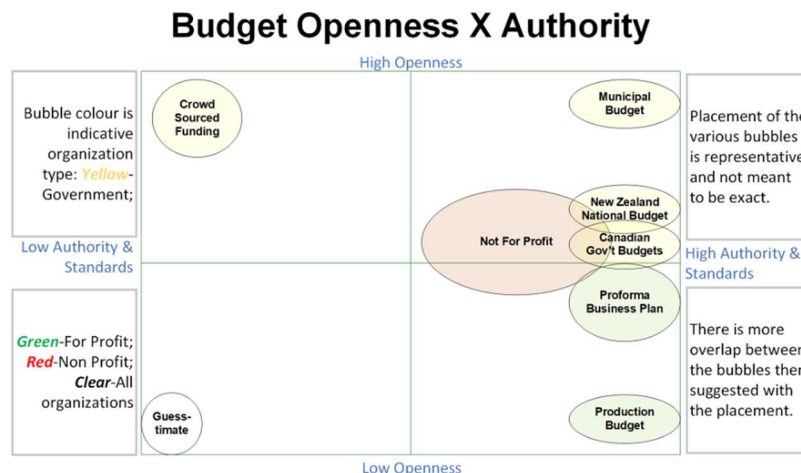 Budget Openness X Authority
High Openness
Bubble colour is
indicative
organization
type: Yellow-
Government;
Low Authority &
Standards
Green-For Profit;
Red-Non Profit;
Clear-All
organizations
Crowd
Sourced
Funding
Municipal
Budget
New Zealand
National Budget
Not For Profit
Canadian
Gov't Budgets
Proforma
Business Plan
Guess-
timate
Production
Budget
Placement of the
various bubbles
is representative
and not meant
to be exact.
High Authority &
Standards
There is more
overlap between
the bubbles then
suggested with
the placement.
Low Openness